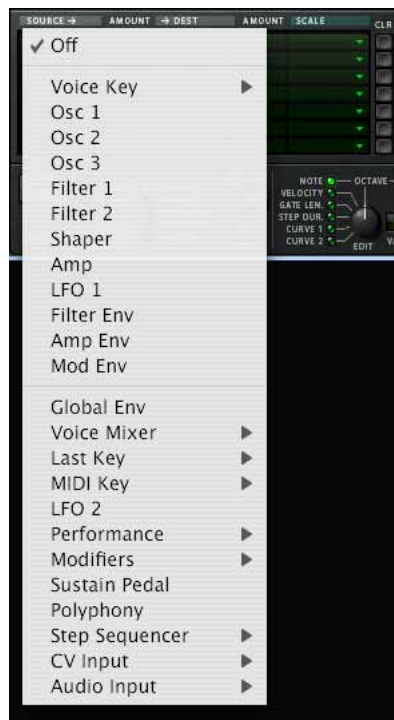 SOURCE → AMOUNT → DEST AMOUNT SCALE CLR
✓ Off
Voice Key
Osc 1
Osc 2
Osc 3
Filter 1
Filter 2
Shaper
Amp
LFO 1
Filter Env
Amp Env
Mod Env
Global Env
Voice Mixer
Last Key
MIDI Key
LFO 2
Performance
Modifiers
Sustain Pedal
Polyphony
Step Sequencer
CV Input
Audio Input
NOTE OCTAVE
VELOCITY
GATE LEN.
STEP DUR.
CURVE 1
CURVE 2 EDIT